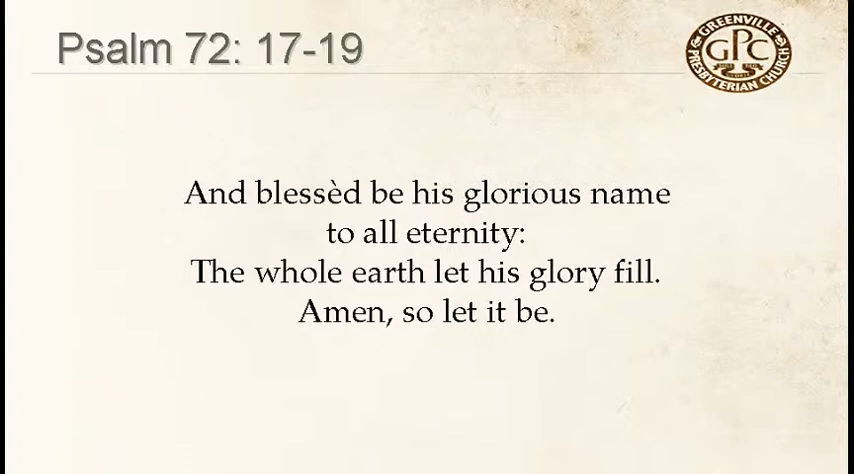 Psalm 72: 17-19
GREENVILLE
GPC
PRESBYTERIAN CHURCH
And blessèd be his glorious name
to all eternity:
The whole earth let his glory fill.
Amen, so let it be.